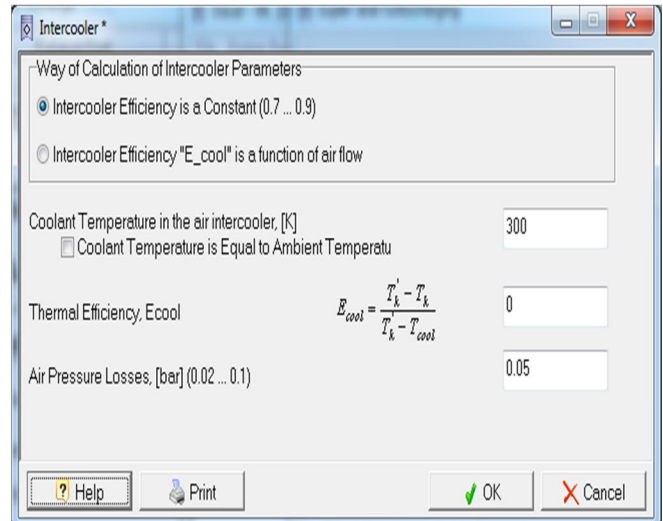 Intercooler *
Way of Calculation of Intercooler Parameters
Intercooler Efficiency is a Constant (0.7 ... 0.9)
Intercooler Efficiency "E_cool" is a function of air flow
Coolant Temperature in the air intercooler, [K]
300
Coolant Temperature is Equal to Ambient Temperatu
Thermal Efficiency, Ecool
E_cool = (T'_k - T_k) / (T'_k - T_cool)
0
Air Pressure Losses, [bar] (0.02 ... 0.1)
0.05
? Help
Print
OK
Cancel